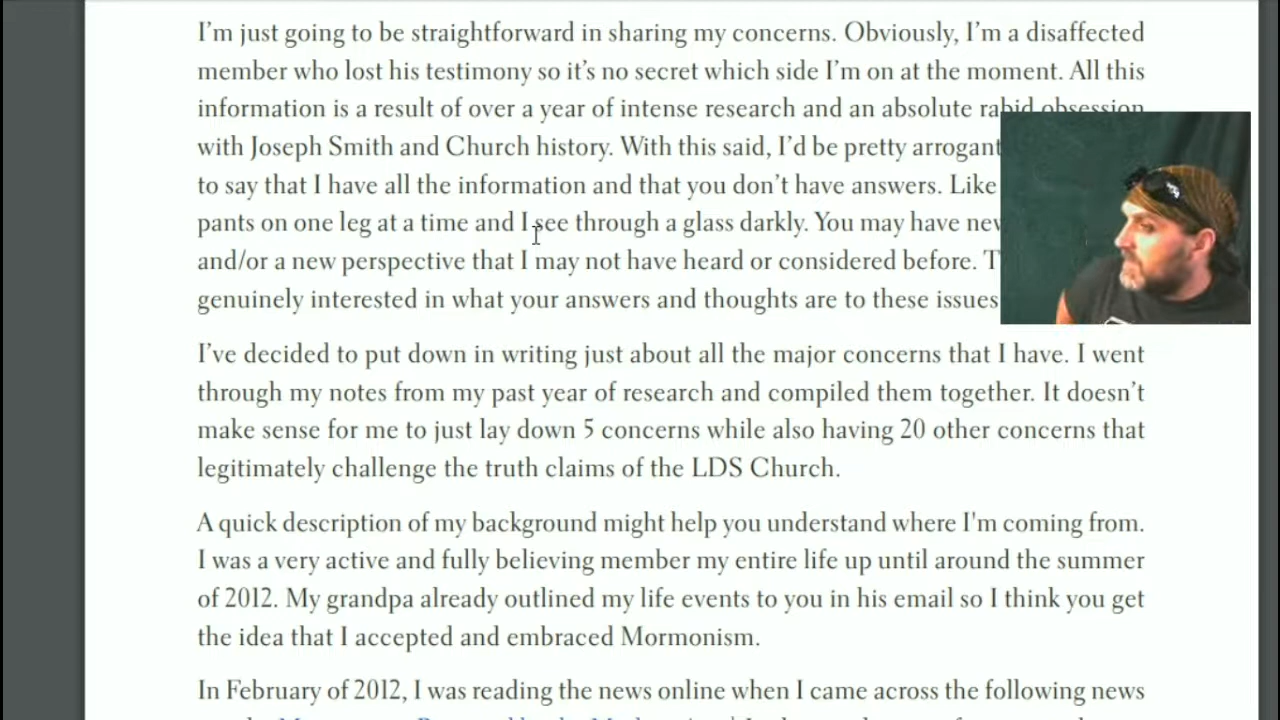 I'm just going to be straightforward in sharing my concerns. Obviously, I'm a disaffected
member who lost his testimony so it's no secret which side I'm on at the moment. All this
information is a result of over a year of intense research and an absolute rabid obsession
with Joseph Smith and Church history. With this said, I'd be pretty arrogant
to say that I have all the information and that you don't have answers. Like
pants on one leg at a time and I see through a glass darkly. You may have
and/or a new perspective that I may not have heard or considered before.
genuinely interested in what your answers and thoughts are to these issues
I've decided to put down in writing just about all the major concerns that I have. I went
through my notes from my past year of research and compiled them together. It doesn't
make sense for me to just lay down 5 concerns while also having 20 other concerns that
legitimately challenge the truth claims of the LDS Church.
A quick description of my background might help you understand where I'm coming from.
I was a very active and fully believing member my entire life up until around the summer
of 2012. My grandpa already outlined my life events to you in his email so I think you get
the idea that I accepted and embraced Mormonism.
In February of 2012, I was reading the news online when I came across the following news